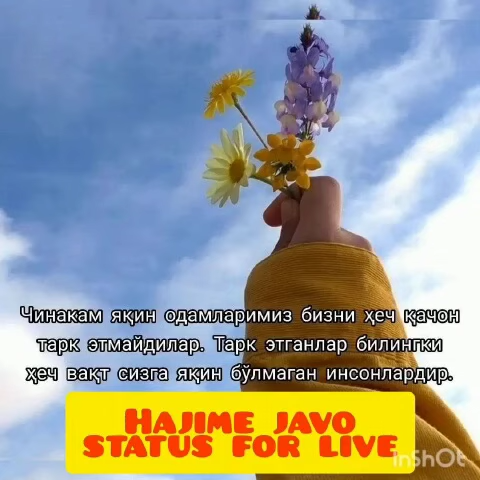 Чинакам яқин одамларимиз бизни ҳеч қачон
тарк этмайдилар. Тарк этганлар билингки
ҳеч вақт сизга яқин бўлмаган инсонлардир.
Hajime javo
status for live
InShOt